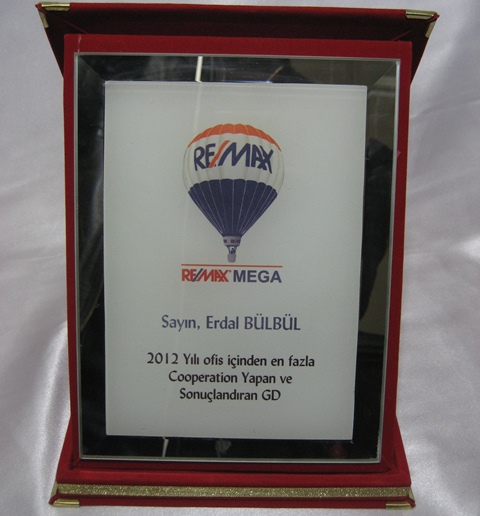 RE/MAX
RE/MAX MEGA
Sayın, Erdal BÜLBÜL
2012 Yılı ofis içinden en fazla
Cooperation Yapan ve
Sonuçlandıran GD